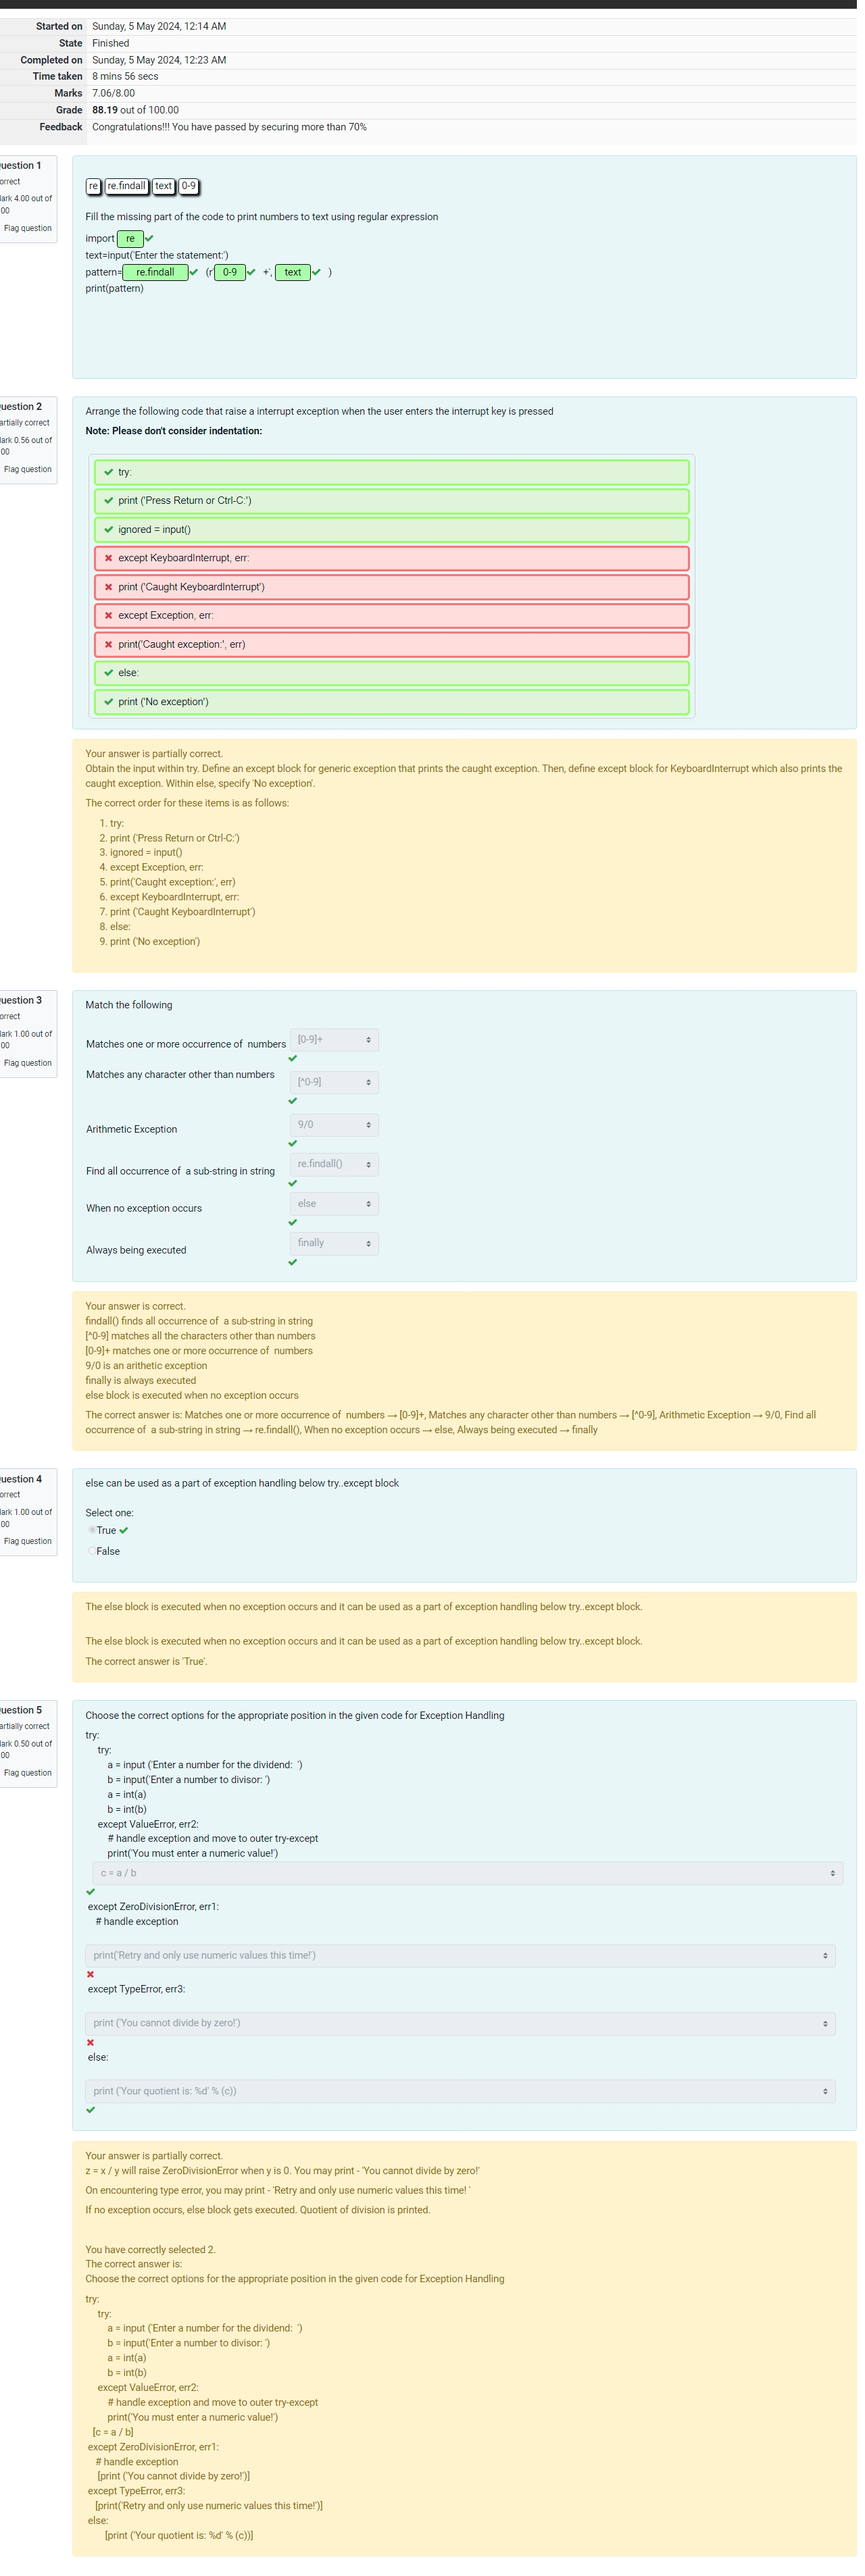 Started on Sunday, 5 May 2024, 12:14 AM
State Finished
Completed on Sunday, 5 May 2024, 12:23 AM
Time taken 8 mins 56 secs
Marks 7.06/8.00
Grade 88.19 out of 100.00
Feedback Congratulations!!! You have passed by securing more than 70%
uestion 1
orrect
lark 4.00 out of
00
Flag question
re re.findall text 0-9
Fill the missing part of the code to print numbers to text using regular expression
import re
text=input('Enter the statement:')
pattern= re.findall (r' 0-9 +', text )
print(pattern)
uestion 2
artially correct
lark 0.56 out of
00
Flag question
Arrange the following code that raise a interrupt exception when the user enters the interrupt key is pressed
Note: Please don't consider indentation:
try:
print ('Press Return or Ctrl-C:')
ignored = input()
except KeyboardInterrupt, err:
print ('Caught KeyboardInterrupt')
except Exception, err:
print('Caught exception:', err)
else:
print ('No exception')
Your answer is partially correct.
Obtain the input within try. Define an except block for generic exception that prints the caught exception. Then, define except block for KeyboardInterrupt which also prints the
caught exception. Within else, specify 'No exception'.
The correct order for these items is as follows:
1. try:
2. print ('Press Return or Ctrl-C:')
3. ignored = input()
4. except Exception, err:
5. print('Caught exception:', err)
6. except KeyboardInterrupt, err:
7. print ('Caught KeyboardInterrupt')
8. else:
9. print ('No exception')
uestion 3
orrect
lark 1.00 out of
00
Flag question
Match the following
Matches one or more occurrence of  numbers [0-9]+
Matches any character other than numbers [^0-9]
Arithmetic Exception 9/0
Find all occurrence of  a sub-string in string re.findall()
When no exception occurs else
Always being executed finally
Your answer is correct.
findall() finds all occurrence of  a sub-string in string
[^0-9] matches all the characters other than numbers
[0-9]+ matches one or more occurrence of  numbers
9/0 is an arithetic exception
finally is always executed
else block is executed when no exception occurs
The correct answer is: Matches one or more occurrence of  numbers → [0-9]+, Matches any character other than numbers → [^0-9], Arithmetic Exception → 9/0, Find all
occurrence of  a sub-string in string → re.findall(), When no exception occurs → else, Always being executed → finally
uestion 4
orrect
lark 1.00 out of
00
Flag question
else can be used as a part of exception handling below try..except block
Select one:
True
False
The else block is executed when no exception occurs and it can be used as a part of exception handling below try..except block.
The else block is executed when no exception occurs and it can be used as a part of exception handling below try..except block.
The correct answer is 'True'.
uestion 5
artially correct
lark 0.50 out of
00
Flag question
Choose the correct options for the appropriate position in the given code for Exception Handling
try:
try:
a = input ('Enter a number for the dividend:  ')
b = input('Enter a number to divisor: ')
a = int(a)
b = int(b)
except ValueError, err2:
# handle exception and move to outer try-except
print('You must enter a numeric value!')
c = a / b
except ZeroDivisionError, err1:
# handle exception
print('Retry and only use numeric values this time!')
except TypeError, err3:
print ('You cannot divide by zero!')
else:
print ('Your quotient is: %d' % (c))
Your answer is partially correct.
z = x / y will raise ZeroDivisionError when y is 0. You may print - 'You cannot divide by zero!'
On encountering type error, you may print - 'Retry and only use numeric values this time! '
If no exception occurs, else block gets executed. Quotient of division is printed.
You have correctly selected 2.
The correct answer is:
Choose the correct options for the appropriate position in the given code for Exception Handling
try:
try:
a = input ('Enter a number for the dividend:  ')
b = input('Enter a number to divisor: ')
a = int(a)
b = int(b)
except ValueError, err2:
# handle exception and move to outer try-except
print('You must enter a numeric value!')
[c = a / b]
except ZeroDivisionError, err1:
# handle exception
[print ('You cannot divide by zero!')]
except TypeError, err3:
[print('Retry and only use numeric values this time!')]
else:
[print ('Your quotient is: %d' % (c))]